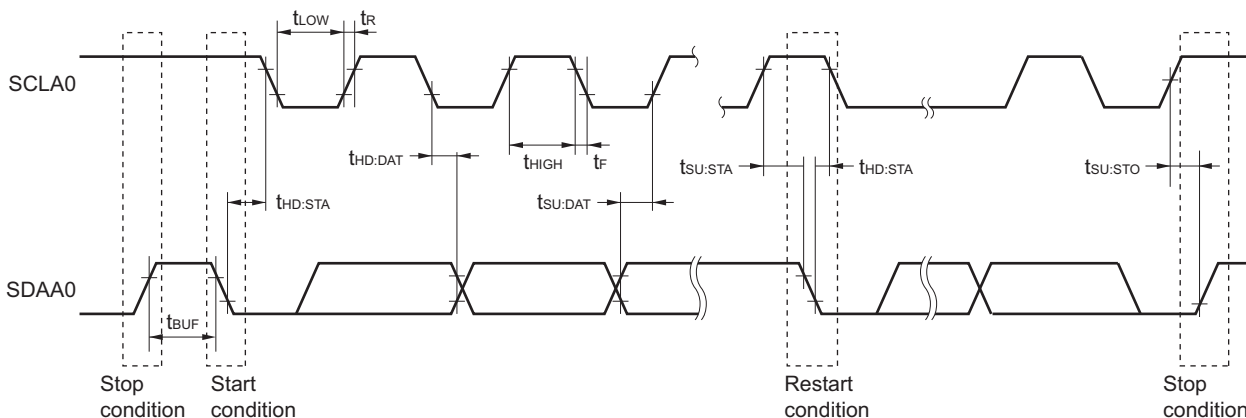 tLOW
tR
SCLA0
tHD:DAT
tHIGH
tF
tSU:STA
tHD:STA
tSU:STO
tHD:STA
tSU:DAT
SDAA0
tBUF
Stop
condition
Start
condition
Restart
condition
Stop
condition